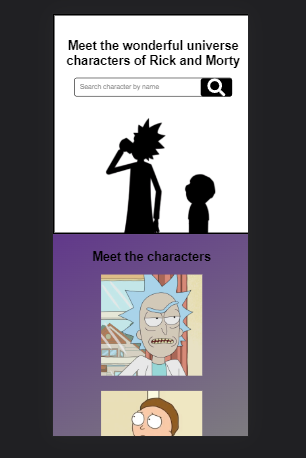 Meet the wonderful universe
characters of Rick and Morty
Search character by name
Meet the characters